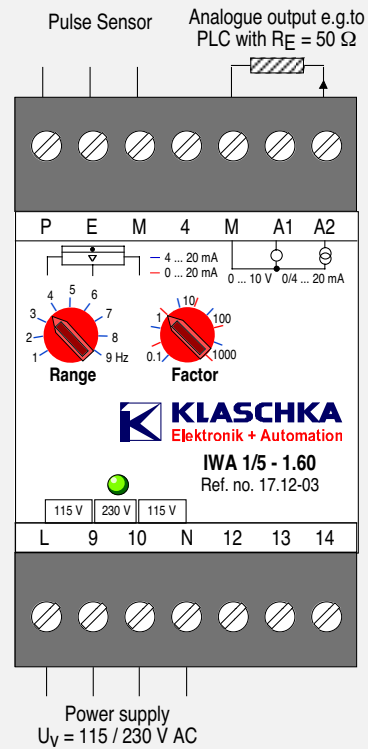 Pulse Sensor
Analogue output e.g.to
PLC with RE = 50 Ω
P E M 4 M A1 A2
4 ... 20 mA
0 ... 20 mA
0 ... 10 V 0/4 ... 20 mA
1 2 3 4 5 6 7 8 9 Hz
Range
0.1 1 10 100 1000
Factor
K KLASCHKA
Elektronik + Automation
IWA 1/5 - 1.60
Ref. no. 17.12-03
115 V 230 V 115 V
L 9 10 N 12 13 14
Power supply
UV = 115 / 230 V AC